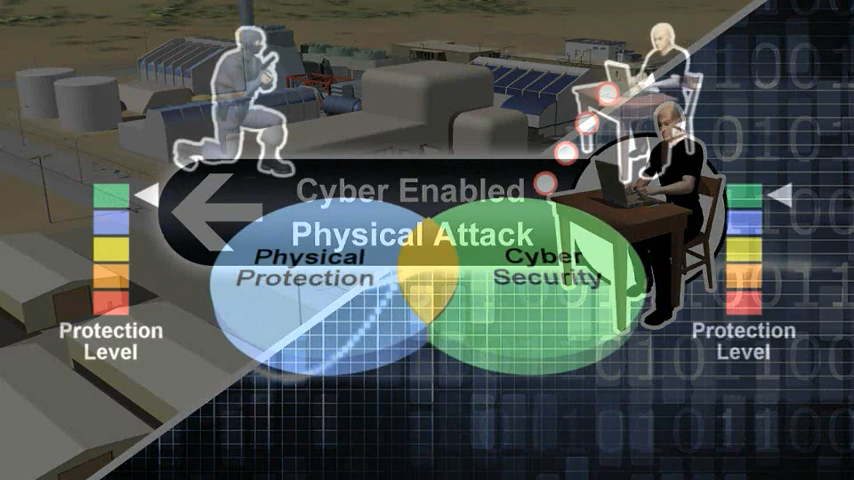 Cyber Enabled
Physical Attack
Physical
Protection
Cyber
Security
Protection
Level
Protection
Level